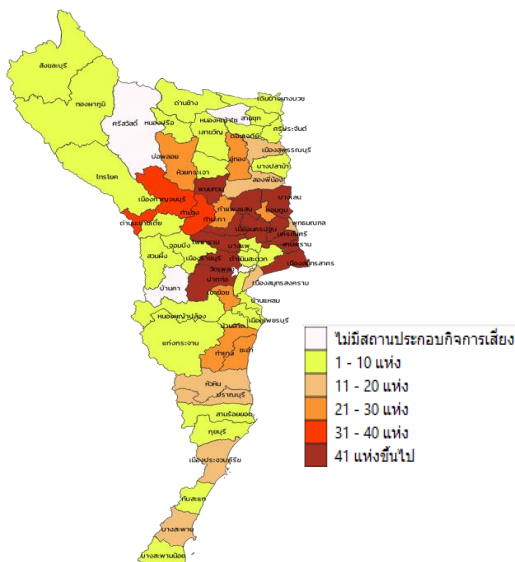 สังขละบุรี
ทองผาภูมิ
ศรีสวัสดิ์
ด่านช้าง
เดิมบางนางบวช
หนองปรือ
หนองหญ้าไซ
สามชุก
เลาขวัญ
ดอนเจดีย์
ศรีประจันต์
เมืองสุพรรณบุรี
บ่อพลอย
อู่ทอง
บางปลาม้า
ไทรโยค
ห้วยกระเจา
สองพี่น้อง
เมืองกาญจนบุรี
พนมทวน
บางเลน
ท่าม่วง
ท่ามะกา
กำแพงแสน
ดอนตูม
ด่านมะขามเตี้ย
เมืองนครปฐม
พุทธมณฑล
นครชัยศรี
จอมบึง
โพธาราม
บางแพ
สามพราน
สวนผึ้ง
เมืองราชบุรี
ดำเนินสะดวก
เมืองสมุทรสาคร
วัดเพลง
บ้านคา
ปากท่อ
เมืองสมุทรสงคราม
เขาย้อย
บ้านแหลม
หนองหญ้าปล้อง
บ้านลาด
เมืองเพชรบุรี
แก่งกระจาน
ท่ายาง
ชะอำ
ไม่มีสถานประกอบกิจการเสี่ยง
1 - 10 แห่ง
หัวหิน
11 - 20 แห่ง
ปราณบุรี
21 - 30 แห่ง
สามร้อยยอด
31 - 40 แห่ง
กุยบุรี
41 แห่งขึ้นไป
เมืองประจวบคีรีขั
ทับสะแก
บางสะพาน
บางสะพานน้อย